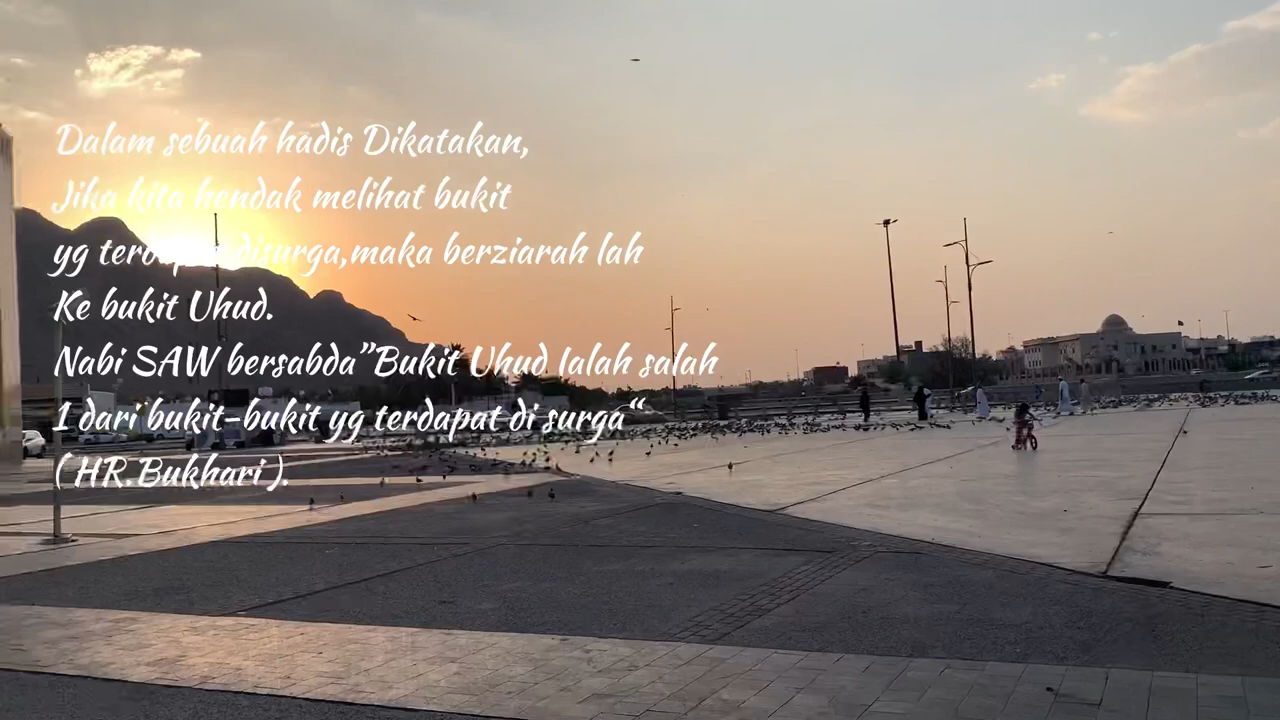 Dalam sebuah hadis Dikatakan,
Jika kita hendak melihat bukit
yg terdapat disurga,maka berziarah lah
Ke bukit Uhud.
Nabi SAW bersabda"Bukit Uhud Ialah salah
1 dari bukit-bukit yg terdapat di surga“
( HR.Bukhari ).